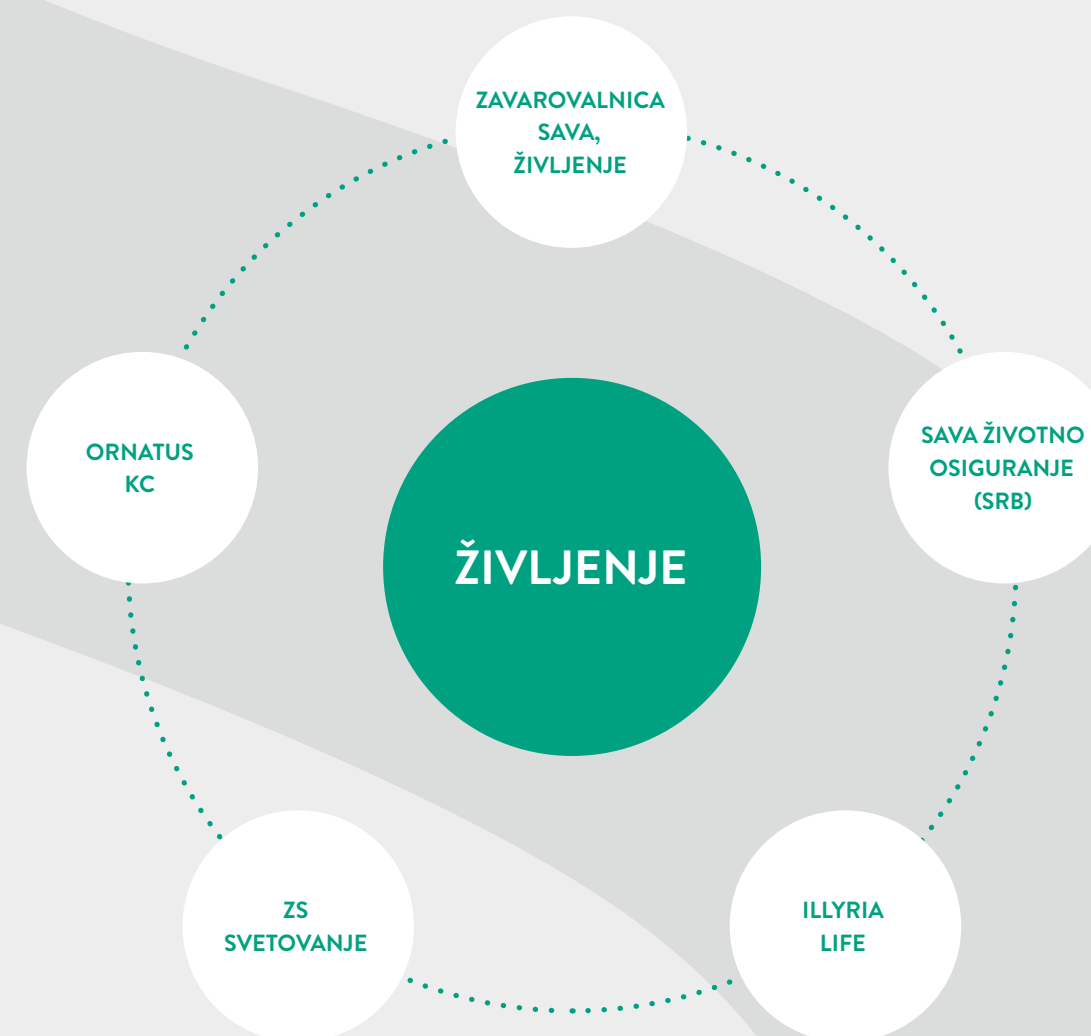 ZAVAROVALNICA
SAVA,
ŽIVLJENJE
SAVA ŽIVOTNO
OSIGURANJE
(SRB)
ORNATUS
KC
ŽIVLJENJE
ZS
SVETOVANJE
ILLYRIA
LIFE